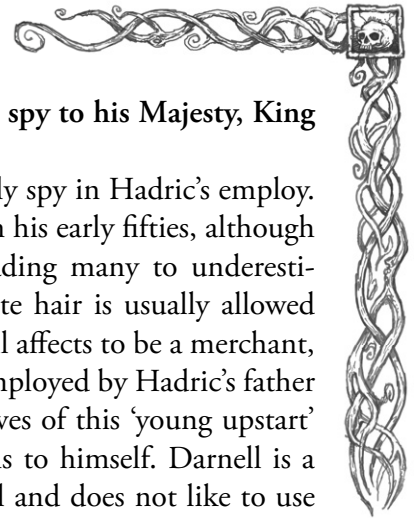 spy to his Majesty, King
ly spy in Hadric's employ.
his early fifties, although
ding many to underesti-
te hair is usually allowed
l affects to be a merchant,
mployed by Hadric's father
ves of this ‘young upstart’
s to himself. Darnell is a
l and does not like to use